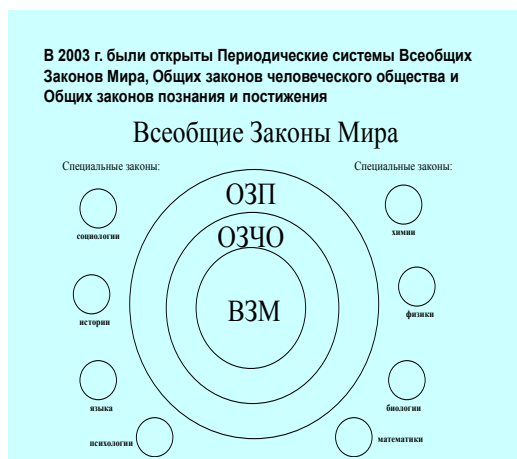 В 2003 г. были открыты Периодические системы Всеобщих
Законов Мира, Общих законов человеческого общества и
Общих законов познания и постижения
Всеобщие Законы Мира
Специальные законы:
Специальные законы:
ОЗП
ОЗЧО
ВЗМ
социологии
химии
истории
физики
языка
биологии
психологии
математики